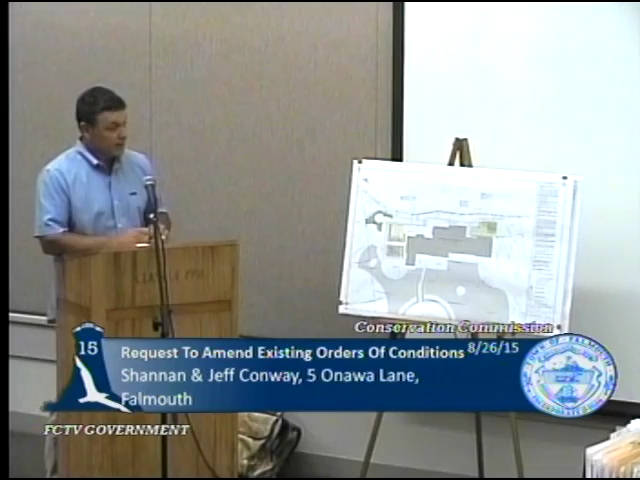 Conservation Commission
15
Request To Amend Existing Orders Of Conditions 8/26/15
Shannan & Jeff Conway, 5 Onawa Lane,
Falmouth
FCTV GOVERNMENT